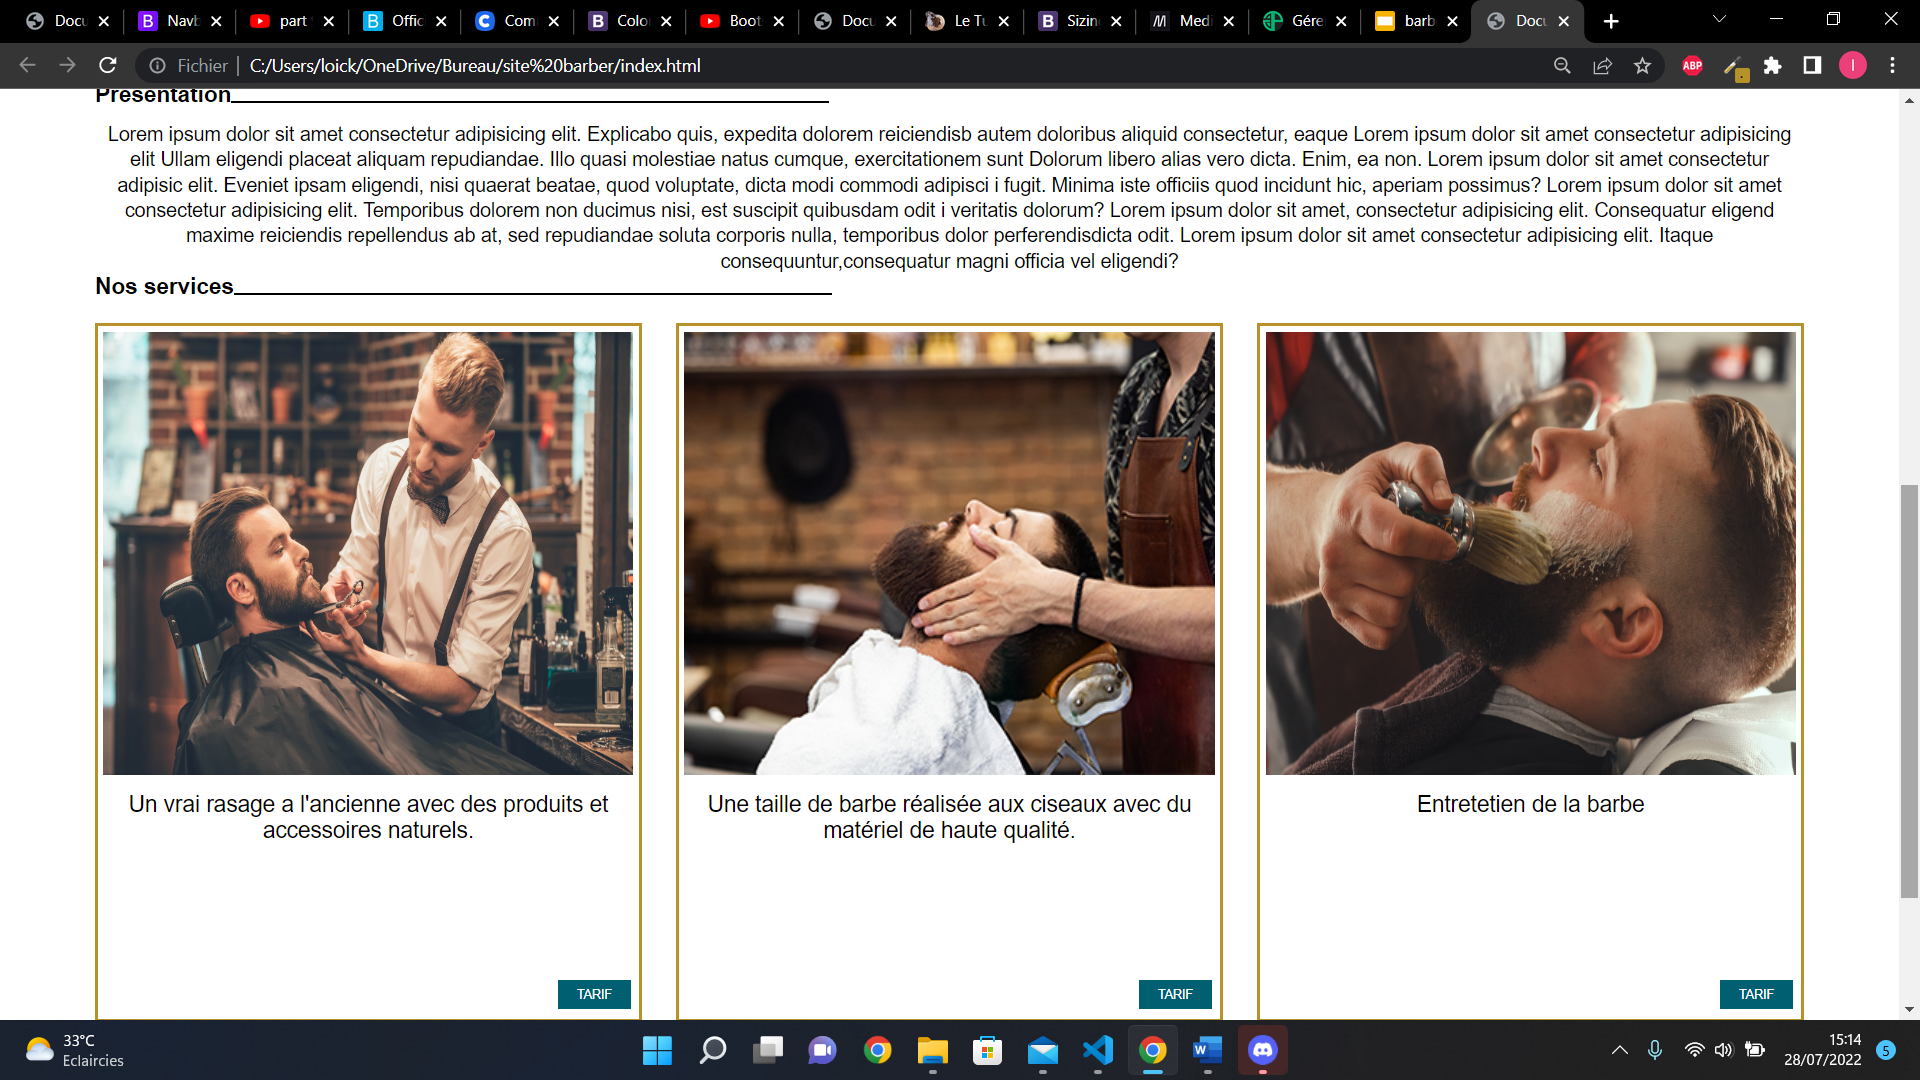 Docu
Navb
part
Offic
Com
Colo
Boot
Docu
Le Tu
Sizin
Medi
Gére
barb
Docu
Fichier | C:/Users/loick/OneDrive/Bureau/site%20barber/index.html
ABP
I
Presentation
Lorem ipsum dolor sit amet consectetur adipisicing elit. Explicabo quis, expedita dolorem reiciendisb autem doloribus aliquid consectetur, eaque Lorem ipsum dolor sit amet consectetur adipisicing
elit Ullam eligendi placeat aliquam repudiandae. Illo quasi molestiae natus cumque, exercitationem sunt Dolorum libero alias vero dicta. Enim, ea non. Lorem ipsum dolor sit amet consectetur
adipisic elit. Eveniet ipsam eligendi, nisi quaerat beatae, quod voluptate, dicta modi commodi adipisci i fugit. Minima iste officiis quod incidunt hic, aperiam possimus? Lorem ipsum dolor sit amet
consectetur adipisicing elit. Temporibus dolorem non ducimus nisi, est suscipit quibusdam odit i veritatis dolorum? Lorem ipsum dolor sit amet, consectetur adipisicing elit. Consequatur eligend
maxime reiciendis repellendus ab at, sed repudiandae soluta corporis nulla, temporibus dolor perferendisdicta odit. Lorem ipsum dolor sit amet consectetur adipisicing elit. Itaque
consequuntur,consequatur magni officia vel eligendi?
Nos services
Un vrai rasage a l'ancienne avec des produits et
accessoires naturels.
TARIF
Une taille de barbe réalisée aux ciseaux avec du
matériel de haute qualité.
TARIF
Entretetien de la barbe
TARIF
33°C
Eclaircies
15:14
28/07/2022
5